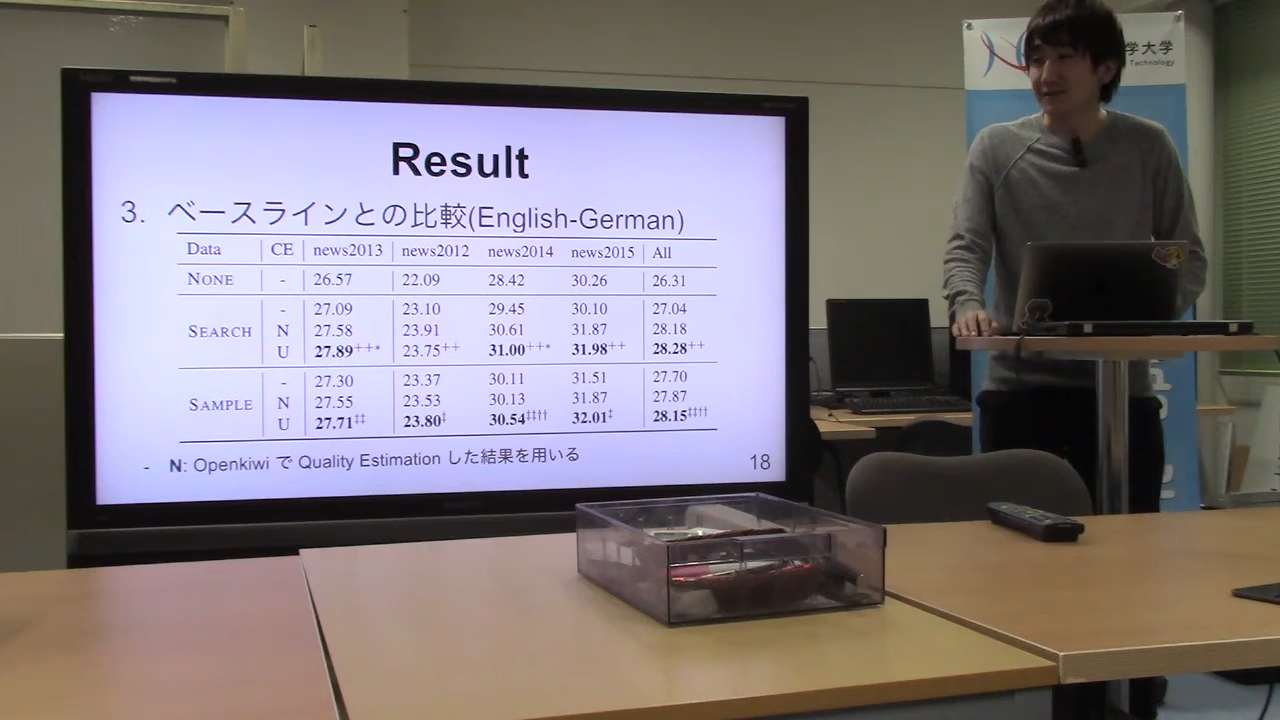 Result
3. ベースラインとの比較(English-German)
Data CE news2013 news2012 news2014 news2015 All
NONE - 26.57 22.09 28.42 30.26 26.31
- 27.09 23.10 29.45 30.10 27.04
SEARCH N 27.58 23.91 30.61 31.87 28.18
U 27.89++* 23.75++ 31.00++* 31.98++ 28.28++
- 27.30 23.37 30.11 31.51 27.70
SAMPLE N 27.55 23.53 30.13 31.87 27.87
U 27.71‡‡ 23.80‡ 30.54‡‡†† 32.01‡ 28.15‡‡††
- N: Openkiwi で Quality Estimation した結果を用いる
18
学大学
Technology